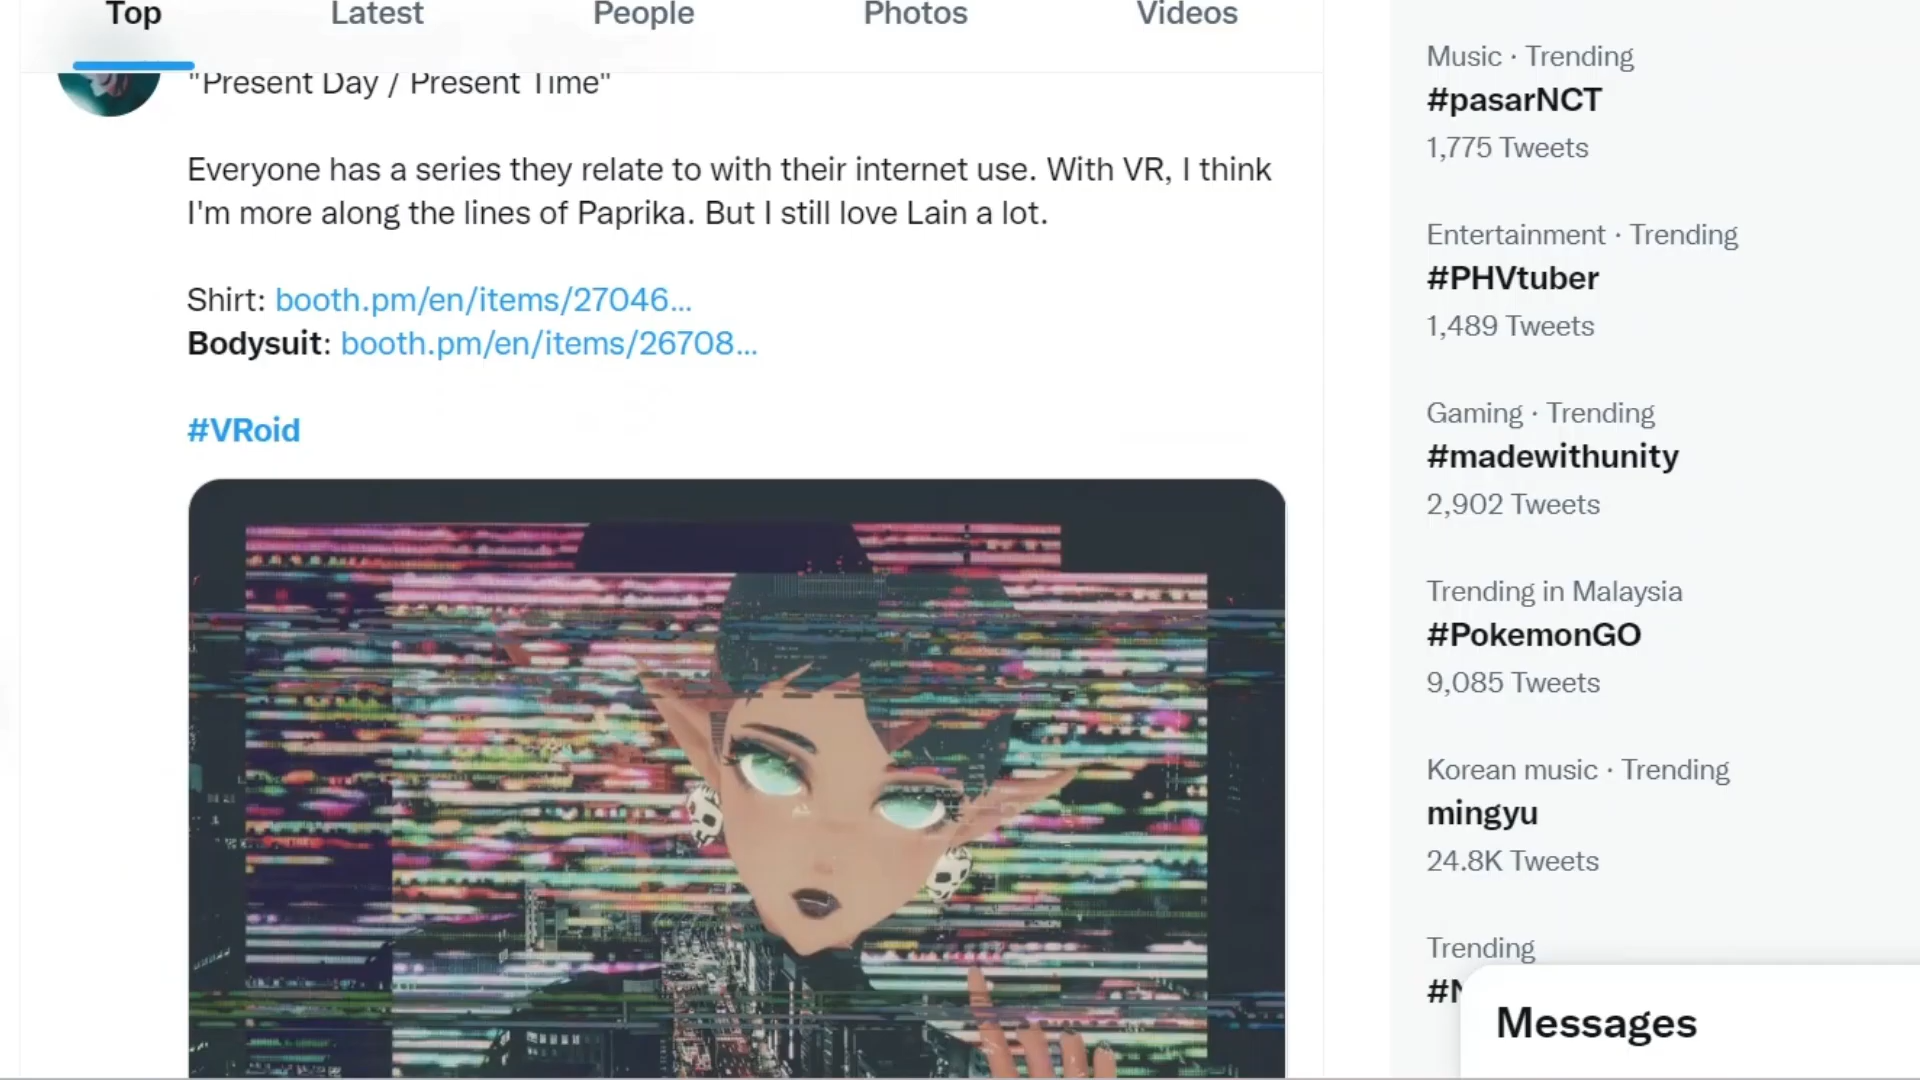 Top
Latest
People
Photos
Videos
"Present Day / Present Time"
Everyone has a series they relate to with their internet use. With VR, I think
I'm more along the lines of Paprika. But I still love Lain a lot.
Shirt: booth.pm/en/items/27046...
Bodysuit: booth.pm/en/items/26708...
#VRoid
Music · Trending
#pasarNCT
1,775 Tweets
Entertainment · Trending
#PHVtuber
1,489 Tweets
Gaming · Trending
#madewithunity
2,902 Tweets
Trending in Malaysia
#PokemonGO
9,085 Tweets
Korean music · Trending
mingyu
24.8K Tweets
Trending
Messages